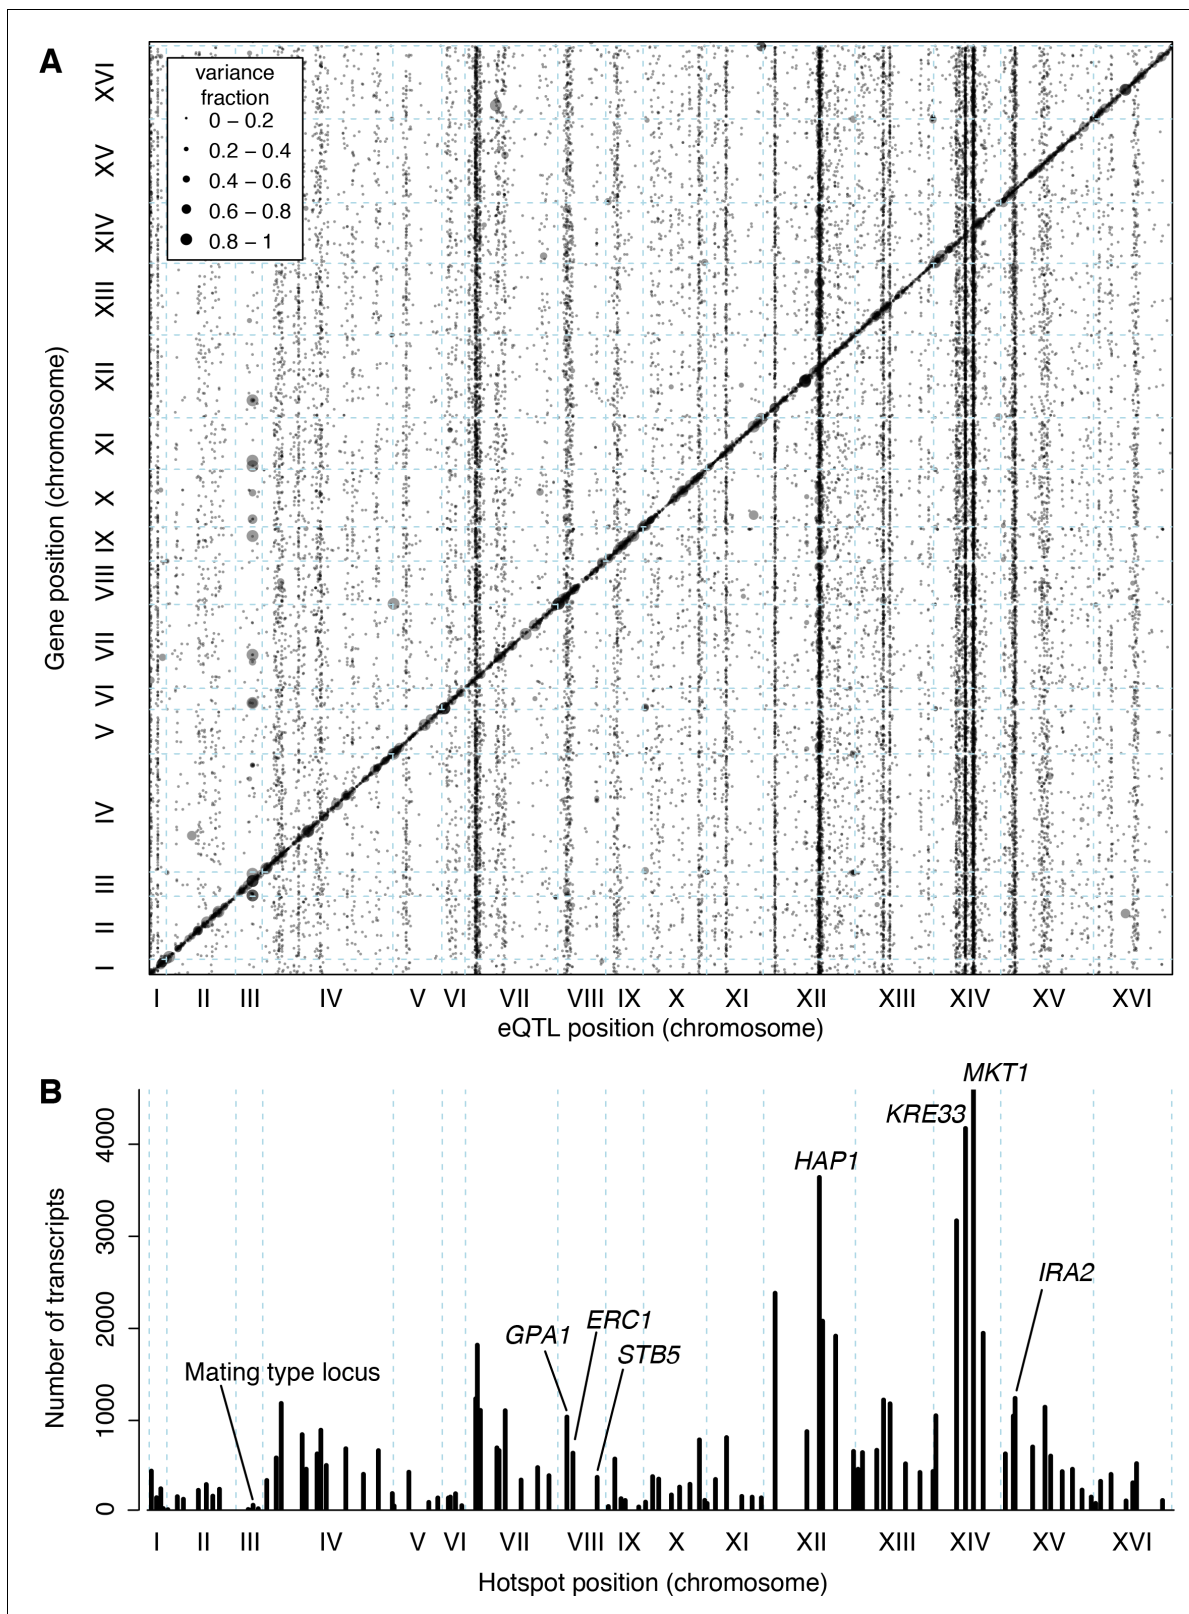 A
variance
fraction
0 – 0.2
0.2 – 0.4
0.4 – 0.6
0.6 – 0.8
0.8 – 1
Gene position (chromosome)
XVI
XV
XIV
XIII
XII
XI
X
IX
VIII
VII
VI
V
IV
III
II
I
I II III IV V VI VII VIII IX X XI XII XIII XIV XV XVI
eQTL position (chromosome)
B
MKT1
KRE33
HAP1
IRA2
ERC1
GPA1
STB5
Mating type locus
Number of transcripts
4000
3000
2000
1000
0
I II III IV V VI VII VIII IX X XI XII XIII XIV XV XVI
Hotspot position (chromosome)